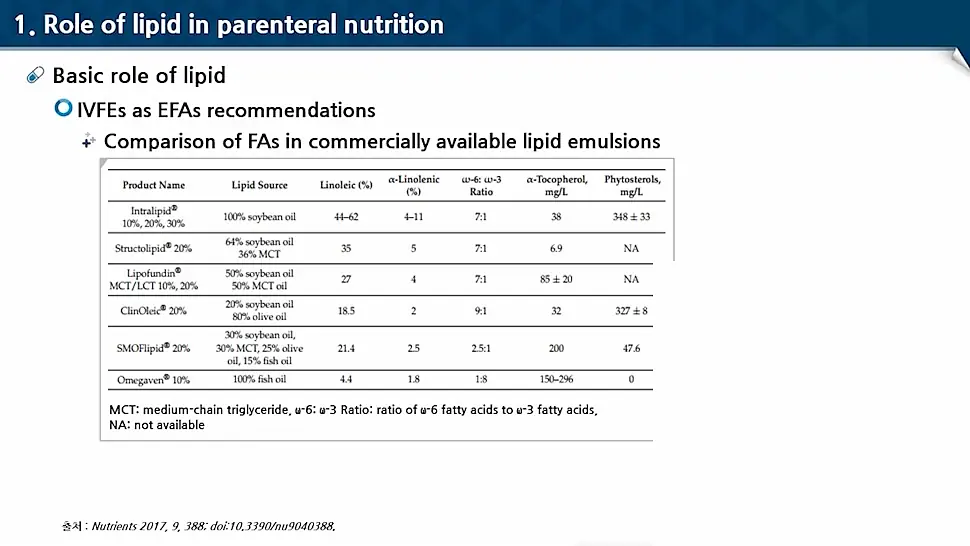 1. Role of lipid in parenteral nutrition
Basic role of lipid
IVFEs as EFAs recommendations
Comparison of FAs in commercially available lipid emulsions
Product Name Lipid Source Linoleic (%) α-Linolenic (%) ω-6: ω-3 Ratio α-Tocopherol, mg/L Phytosterols, mg/L
Intralipid® 10%, 20%, 30% 100% soybean oil 44–62 4–11 7:1 38 348 ± 33
Structolipid® 20% 64% soybean oil 36% MCT 35 5 7:1 6.9 NA
Lipofundin® MCT/LCT 10%, 20% 50% soybean oil 50% MCT oil 27 4 7:1 85 ± 20 NA
ClinOleic® 20% 20% soybean oil 80% olive oil 18.5 2 9:1 32 327 ± 8
SMOFlipid® 20% 30% soybean oil, 30% MCT, 25% olive oil, 15% fish oil 21.4 2.5 2.5:1 200 47.6
Omegaven® 10% 100% fish oil 4.4 1.8 1:8 150–296 0
MCT: medium-chain triglyceride, ω-6: ω-3 Ratio: ratio of ω-6 fatty acids to ω-3 fatty acids,
NA: not available
출처 : Nutrients 2017, 9, 388; doi:10.3390/nu9040388.